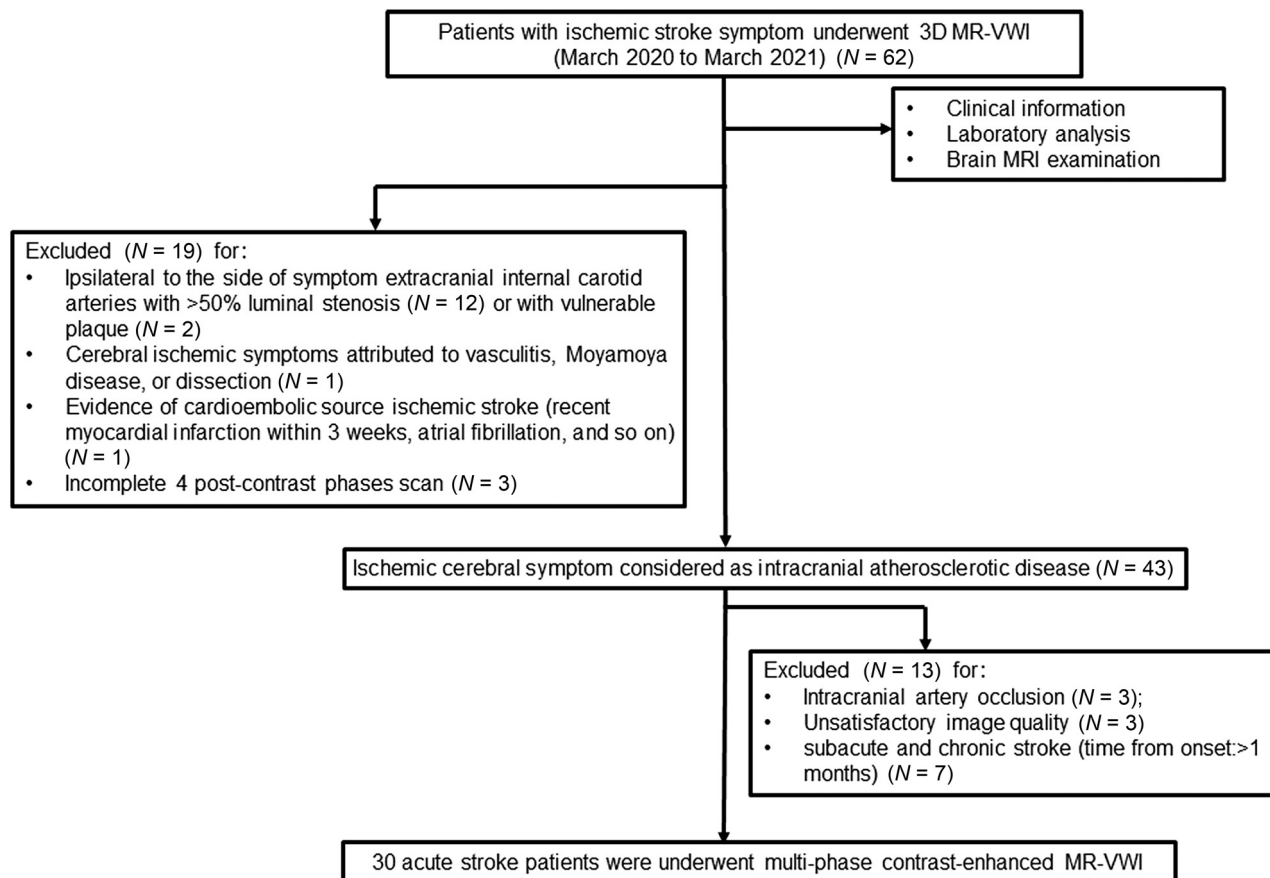 Patients with ischemic stroke symptom underwent 3D MR-VWI
(March 2020 to March 2021) (N = 62)
• Clinical information
• Laboratory analysis
• Brain MRI examination
Excluded (N = 19) for:
• Ipsilateral to the side of symptom extracranial internal carotid
arteries with >50% luminal stenosis (N = 12) or with vulnerable
plaque (N = 2)
• Cerebral ischemic symptoms attributed to vasculitis, Moyamoya
disease, or dissection (N = 1)
• Evidence of cardioembolic source ischemic stroke (recent
myocardial infarction within 3 weeks, atrial fibrillation, and so on)
(N = 1)
• Incomplete 4 post-contrast phases scan (N = 3)
Ischemic cerebral symptom considered as intracranial atherosclerotic disease (N = 43)
Excluded (N = 13) for:
• Intracranial artery occlusion (N = 3);
• Unsatisfactory image quality (N = 3)
• subacute and chronic stroke (time from onset:>1
months) (N = 7)
30 acute stroke patients were underwent multi-phase contrast-enhanced MR-VWI